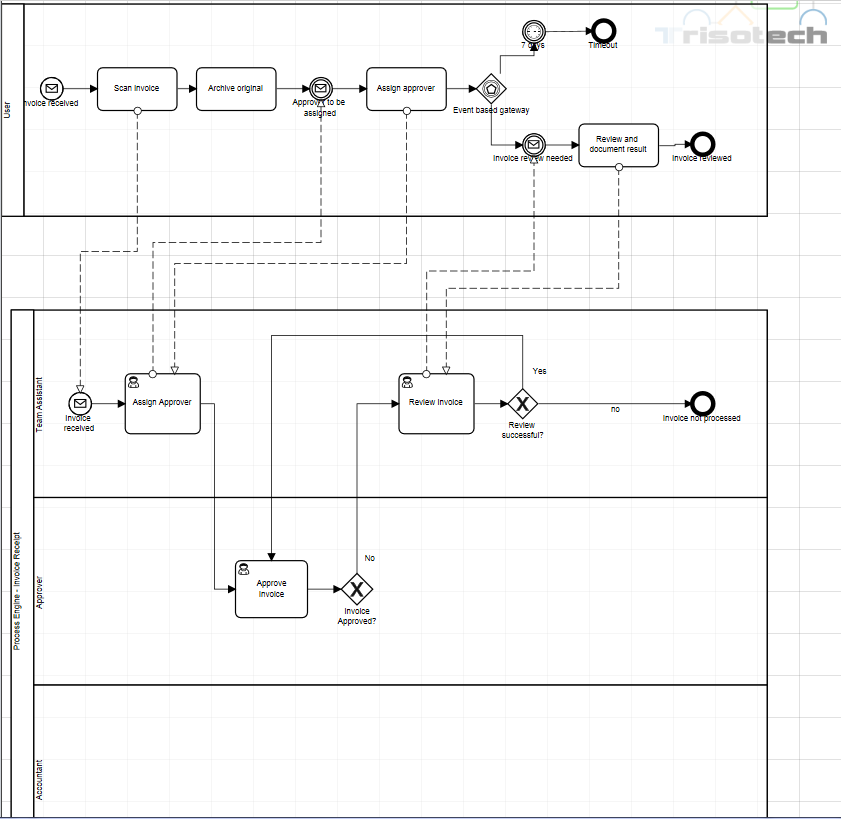 Trisotech
User
nvoice received
Scan Invoice
Archive original
Approver to be
assigned
Assign approver
Event based gateway
7 days
Timeout
Invoice review needed
Review and
document result
Invoice reviewed
Process Engine - Invoice Receipt
Team Assistant
Invoice
received
Assign Approver
Review Invoice
Yes
Review
successful?
no
Invoice not processed
Approver
Approve
Invoice
No
Invoice
Approved?
Accountant